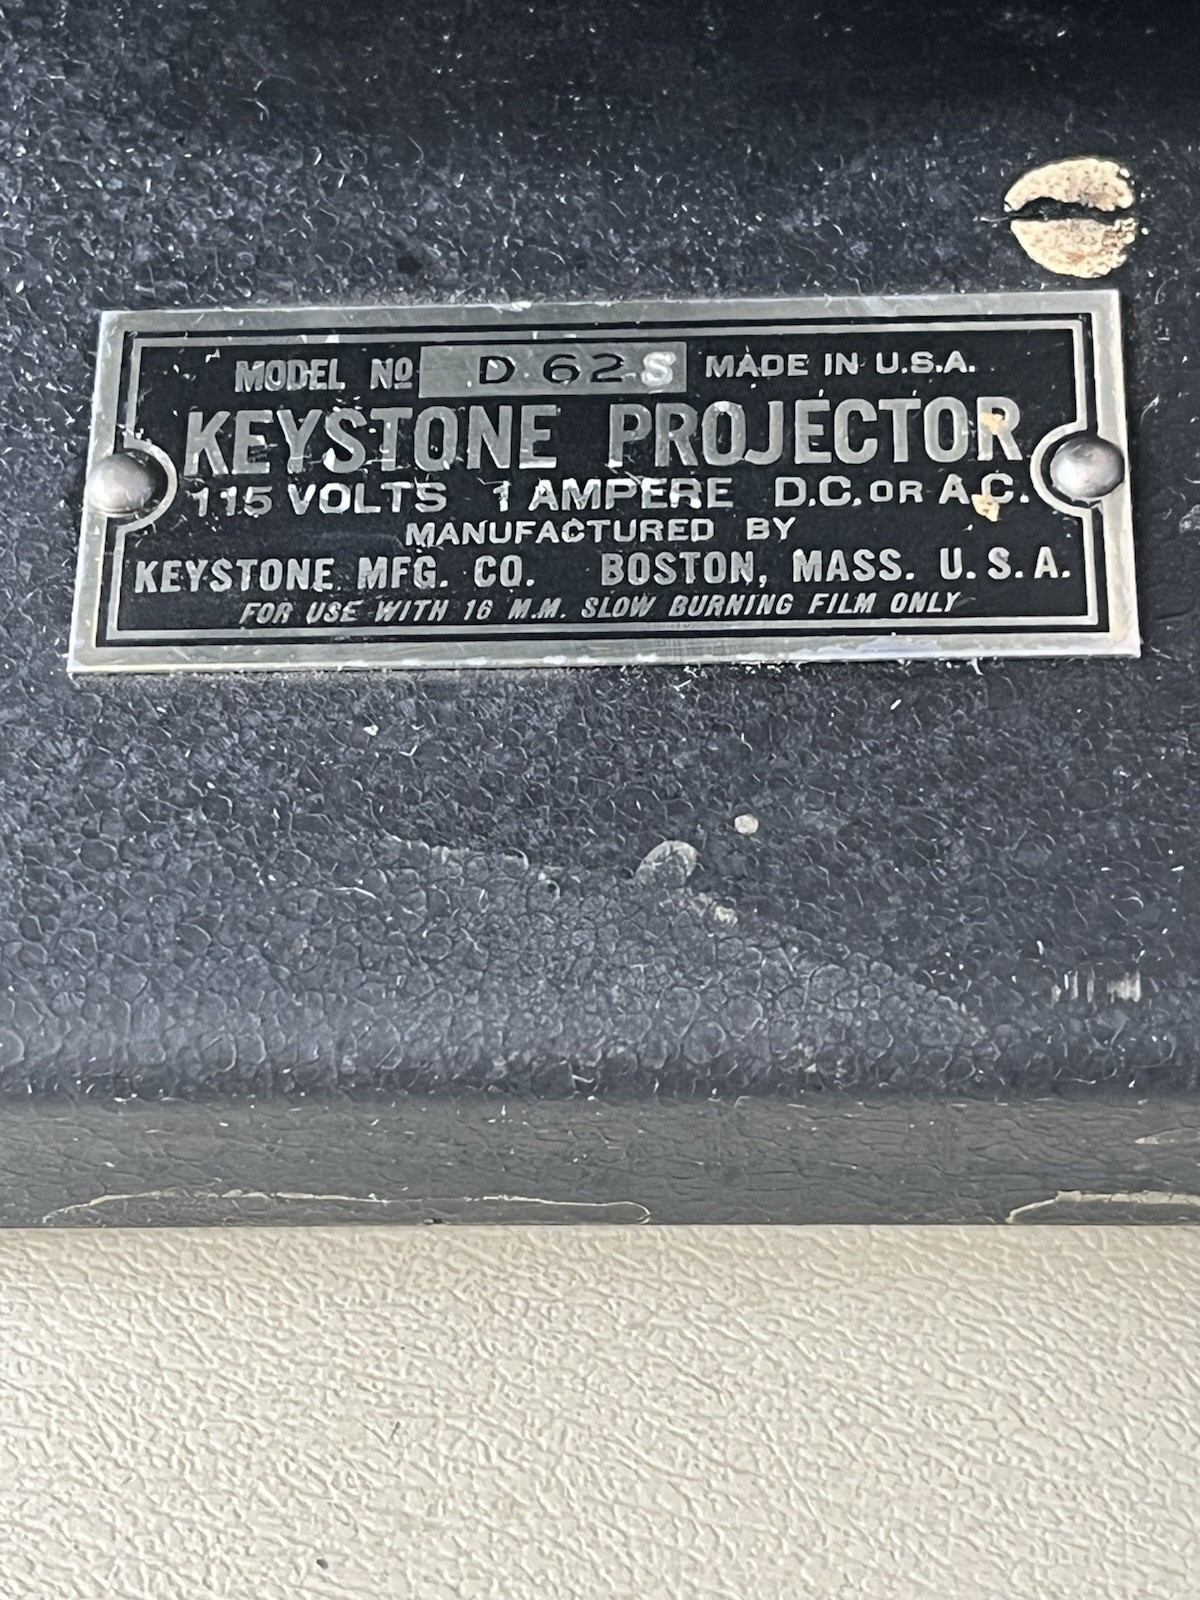 MODEL No D 62 S MADE IN U.S.A.
KEYSTONE PROJECTOR
115 VOLTS 1 AMPERE D.C. OR A.C.
MANUFACTURED BY
KEYSTONE MFG. CO. BOSTON, MASS. U.S.A.
FOR USE WITH 16 M.M. SLOW BURNING FILM ONLY